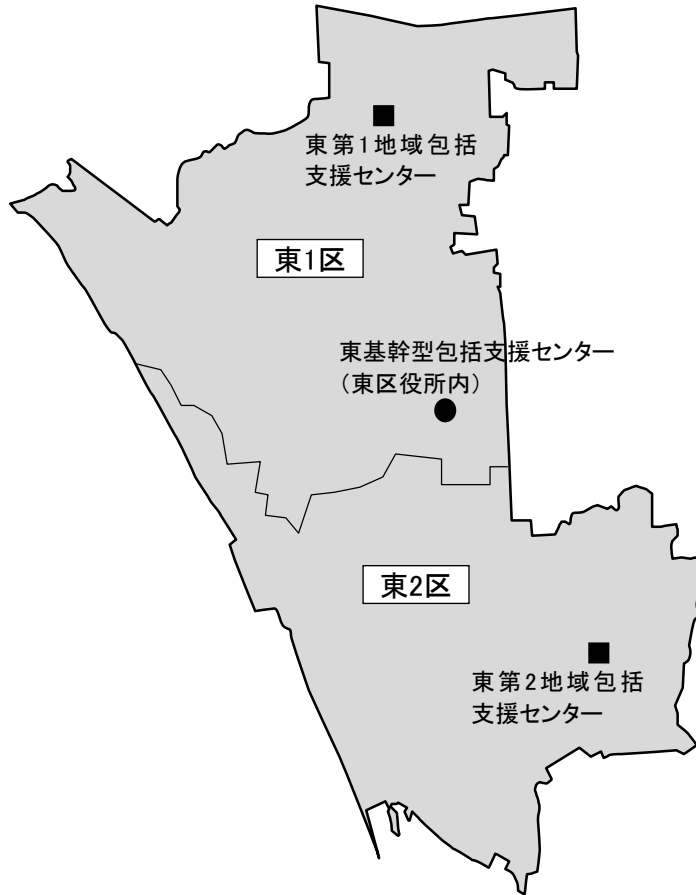 東第1地域包括
支援センター
東1区
東基幹型包括支援センター
（東区役所内）
東2区
東第2地域包括
支援センター